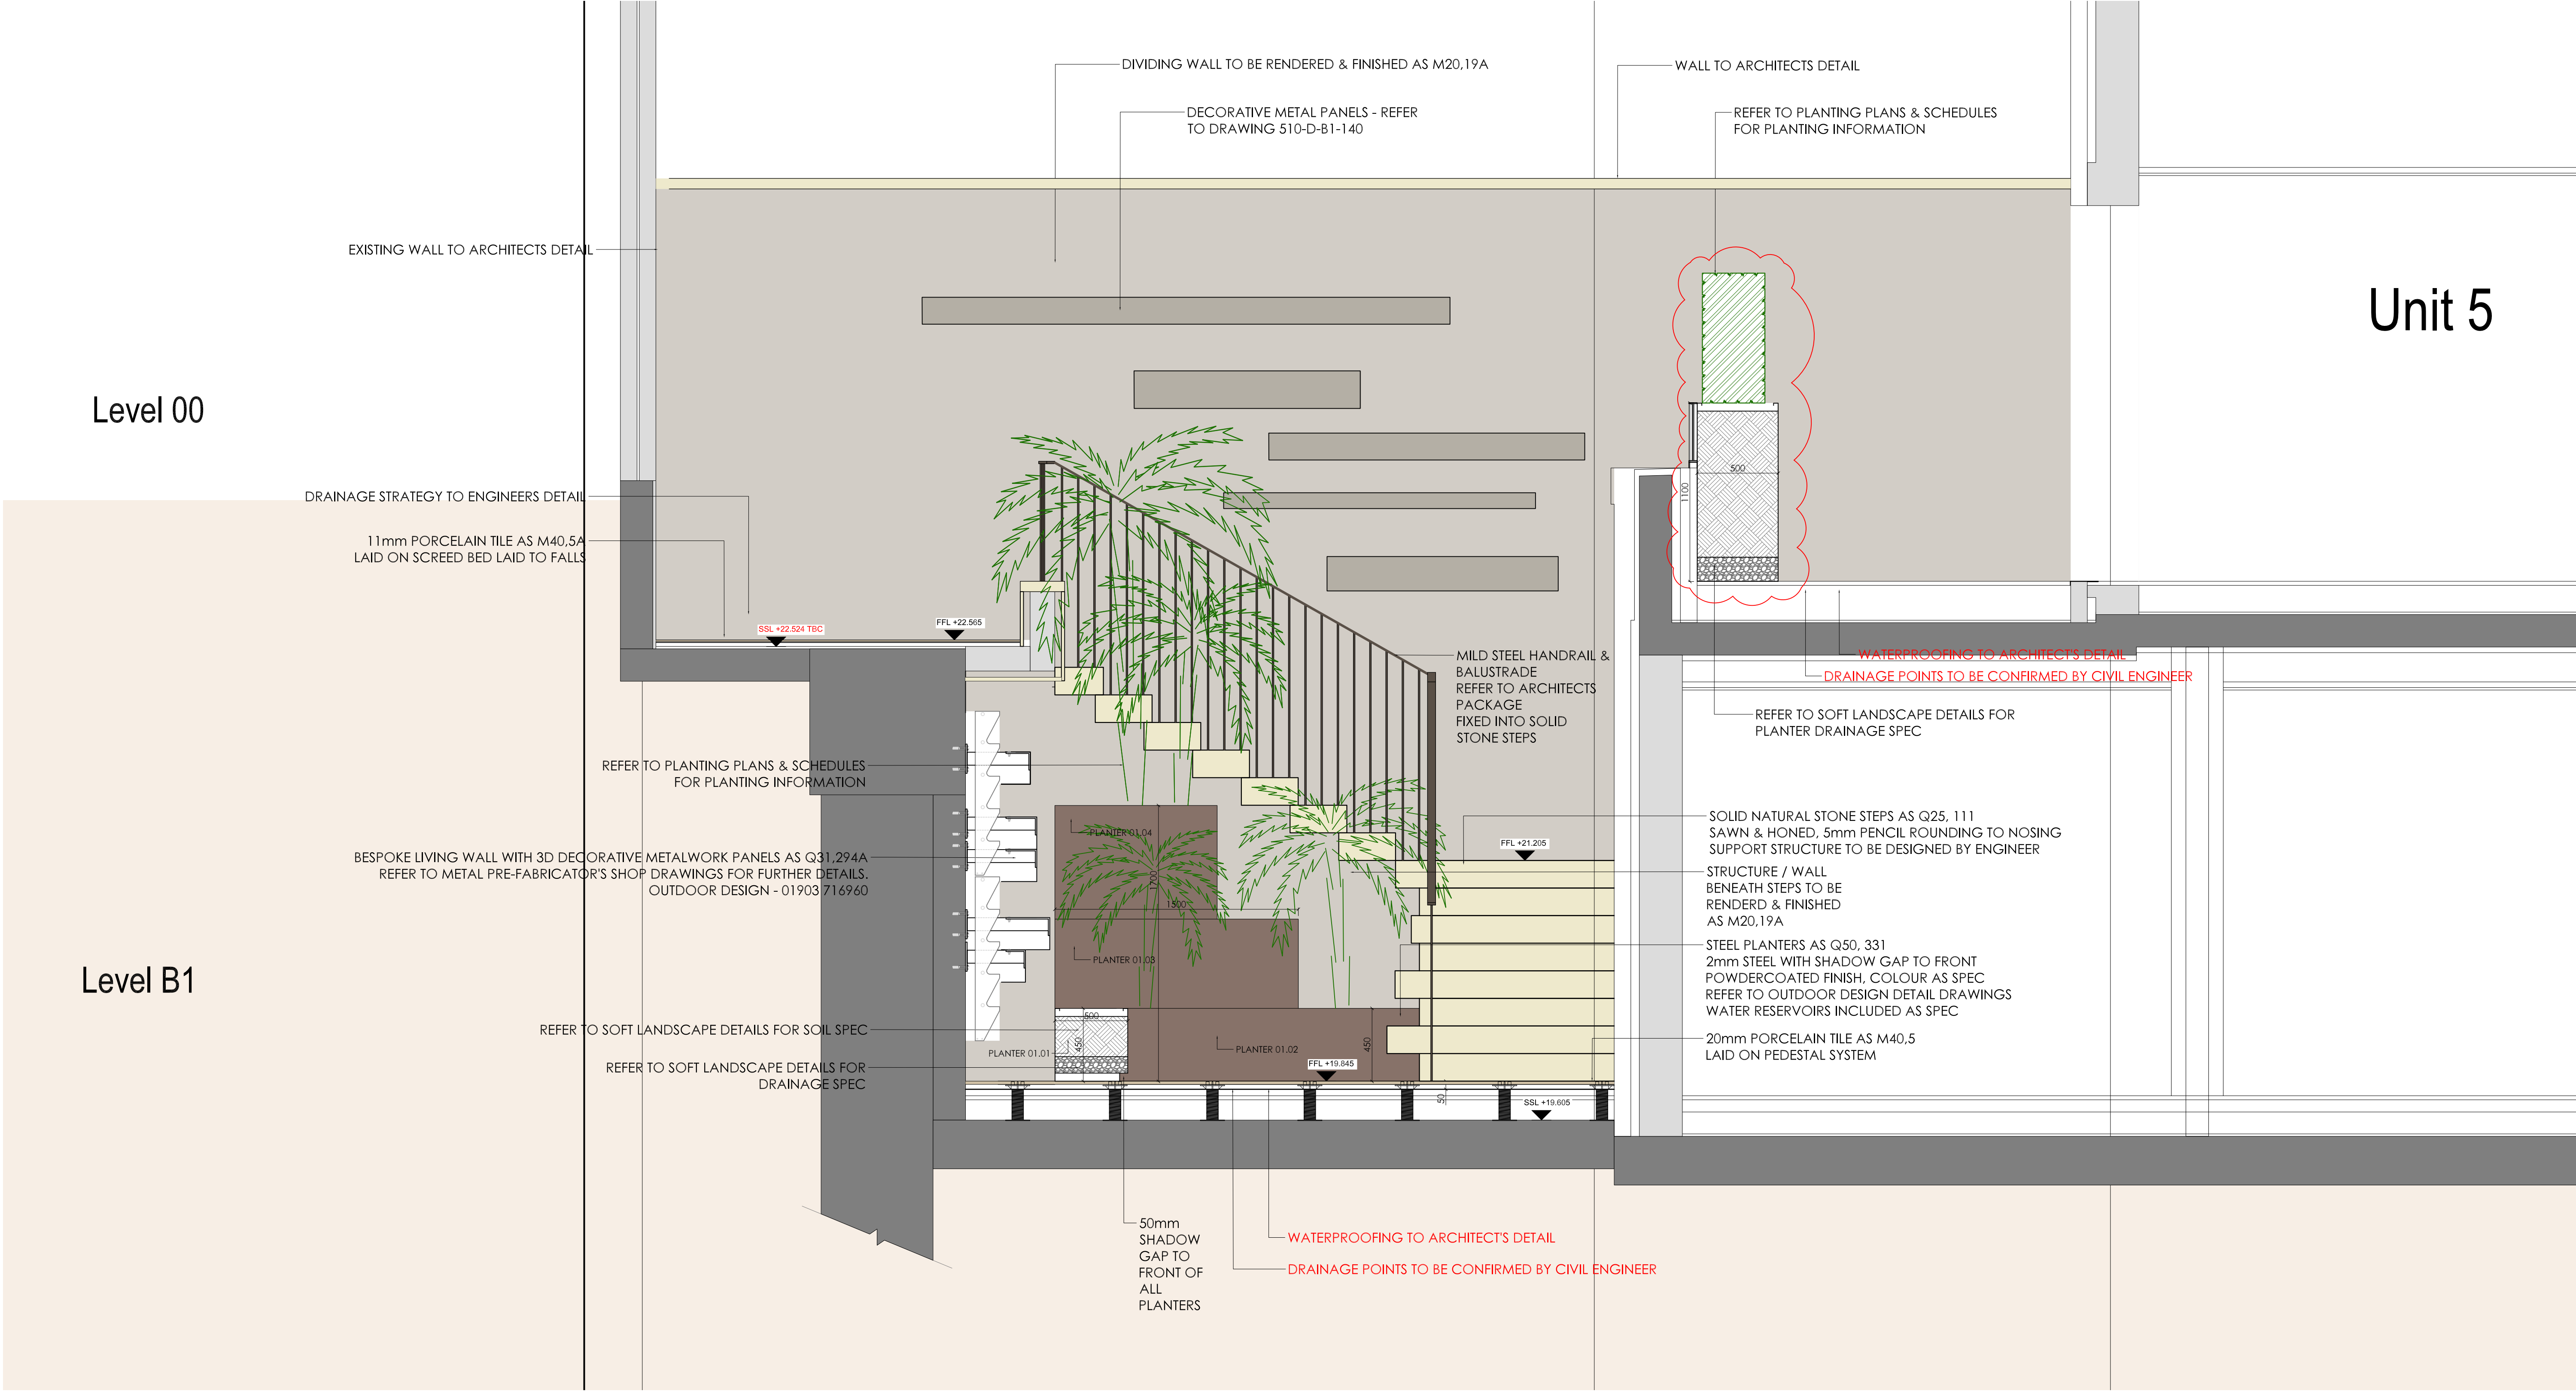 DIVIDING WALL TO BE RENDERED & FINISHED AS M20,19A
WALL TO ARCHITECTS DETAIL
DECORATIVE METAL PANELS - REFER
TO DRAWING 510-D-B1-140
REFER TO PLANTING PLANS & SCHEDULES
FOR PLANTING INFORMATION
EXISTING WALL TO ARCHITECTS DETAIL
Unit 5
Level 00
DRAINAGE STRATEGY TO ENGINEERS DETAIL
11mm PORCELAIN TILE AS M40,5A
LAID ON SCREED BED LAID TO FALLS
500
1100
SSL +22.524 TBC
FFL +22.565
MILD STEEL HANDRAIL &
BALUSTRADE
REFER TO ARCHITECTS
PACKAGE
FIXED INTO SOLID
STONE STEPS
WATERPROOFING TO ARCHITECT'S DETAIL
DRAINAGE POINTS TO BE CONFIRMED BY CIVIL ENGINEER
REFER TO SOFT LANDSCAPE DETAILS FOR
PLANTER DRAINAGE SPEC
REFER TO PLANTING PLANS & SCHEDULES
FOR PLANTING INFORMATION
PLANTER 01.04
BESPOKE LIVING WALL WITH 3D DECORATIVE METALWORK PANELS AS Q31,294A
REFER TO METAL PRE-FABRICATOR'S SHOP DRAWINGS FOR FURTHER DETAILS.
OUTDOOR DESIGN - 01903 716960
1700
1500
FFL +21.205
SOLID NATURAL STONE STEPS AS Q25, 111
SAWN & HONED, 5mm PENCIL ROUNDING TO NOSING
SUPPORT STRUCTURE TO BE DESIGNED BY ENGINEER
STRUCTURE / WALL
BENEATH STEPS TO BE
RENDERD & FINISHED
AS M20,19A
STEEL PLANTERS AS Q50, 331
2mm STEEL WITH SHADOW GAP TO FRONT
POWDERCOATED FINISH, COLOUR AS SPEC
REFER TO OUTDOOR DESIGN DETAIL DRAWINGS
WATER RESERVOIRS INCLUDED AS SPEC
20mm PORCELAIN TILE AS M40,5
LAID ON PEDESTAL SYSTEM
Level B1
PLANTER 01.03
REFER TO SOFT LANDSCAPE DETAILS FOR SOIL SPEC
500
450
PLANTER 01.01
PLANTER 01.02
450
REFER TO SOFT LANDSCAPE DETAILS FOR
DRAINAGE SPEC
FFL +19.845
50
SSL +19.605
50mm
SHADOW
GAP TO
FRONT OF
ALL
PLANTERS
WATERPROOFING TO ARCHITECT'S DETAIL
DRAINAGE POINTS TO BE CONFIRMED BY CIVIL ENGINEER